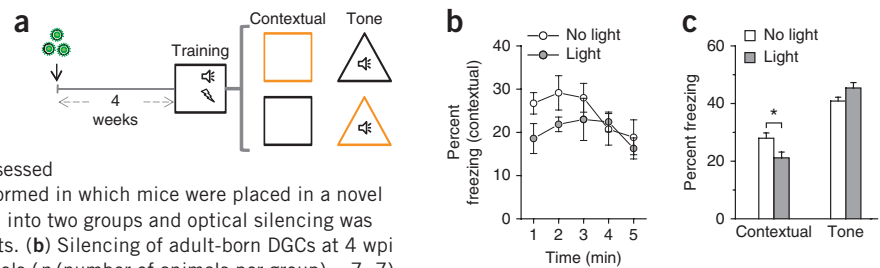 a
Contextual
Tone
Training
4
weeks
sessed
ormed in which mice were placed in a novel
into two groups and optical silencing was
ts. (b) Silencing of adult-born DGCs at 4 wpi
b
No light
Light
Percent
freezing (contextual)
40
30
20
10
0
1 2 3 4 5
Time (min)
c
No light
Light
Percent freezing
60
40
20
0
*
Contextual Tone